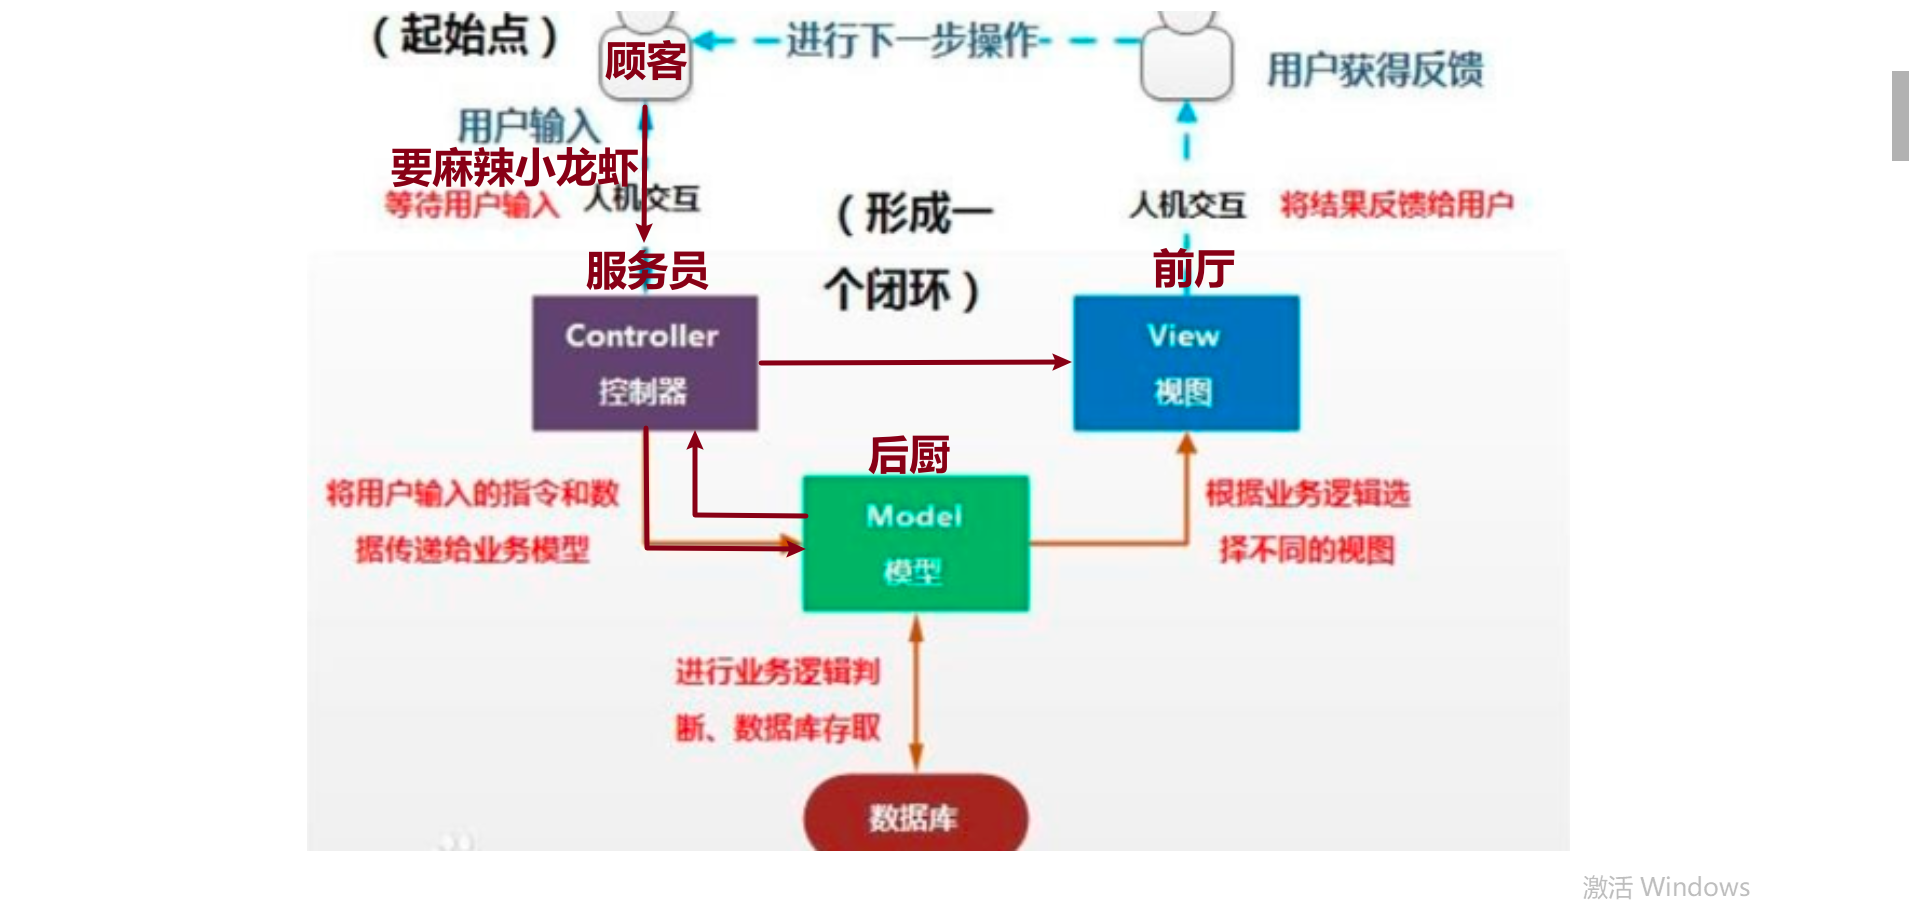 （起始点）
顾客
进行下一步操作
用户获得反馈
用户输入
要麻辣小龙虾
等待用户输入
人机交互
（形成一
个闭环）
人机交互
将结果反馈给用户
服务员
前厅
Controller
控制器
View
视图
后厨
将用户输入的指令和数
据传递给业务模型
Model
模型
根据业务逻辑选
择不同的视图
进行业务逻辑判
断、数据库存取
数据库
激活 Windows